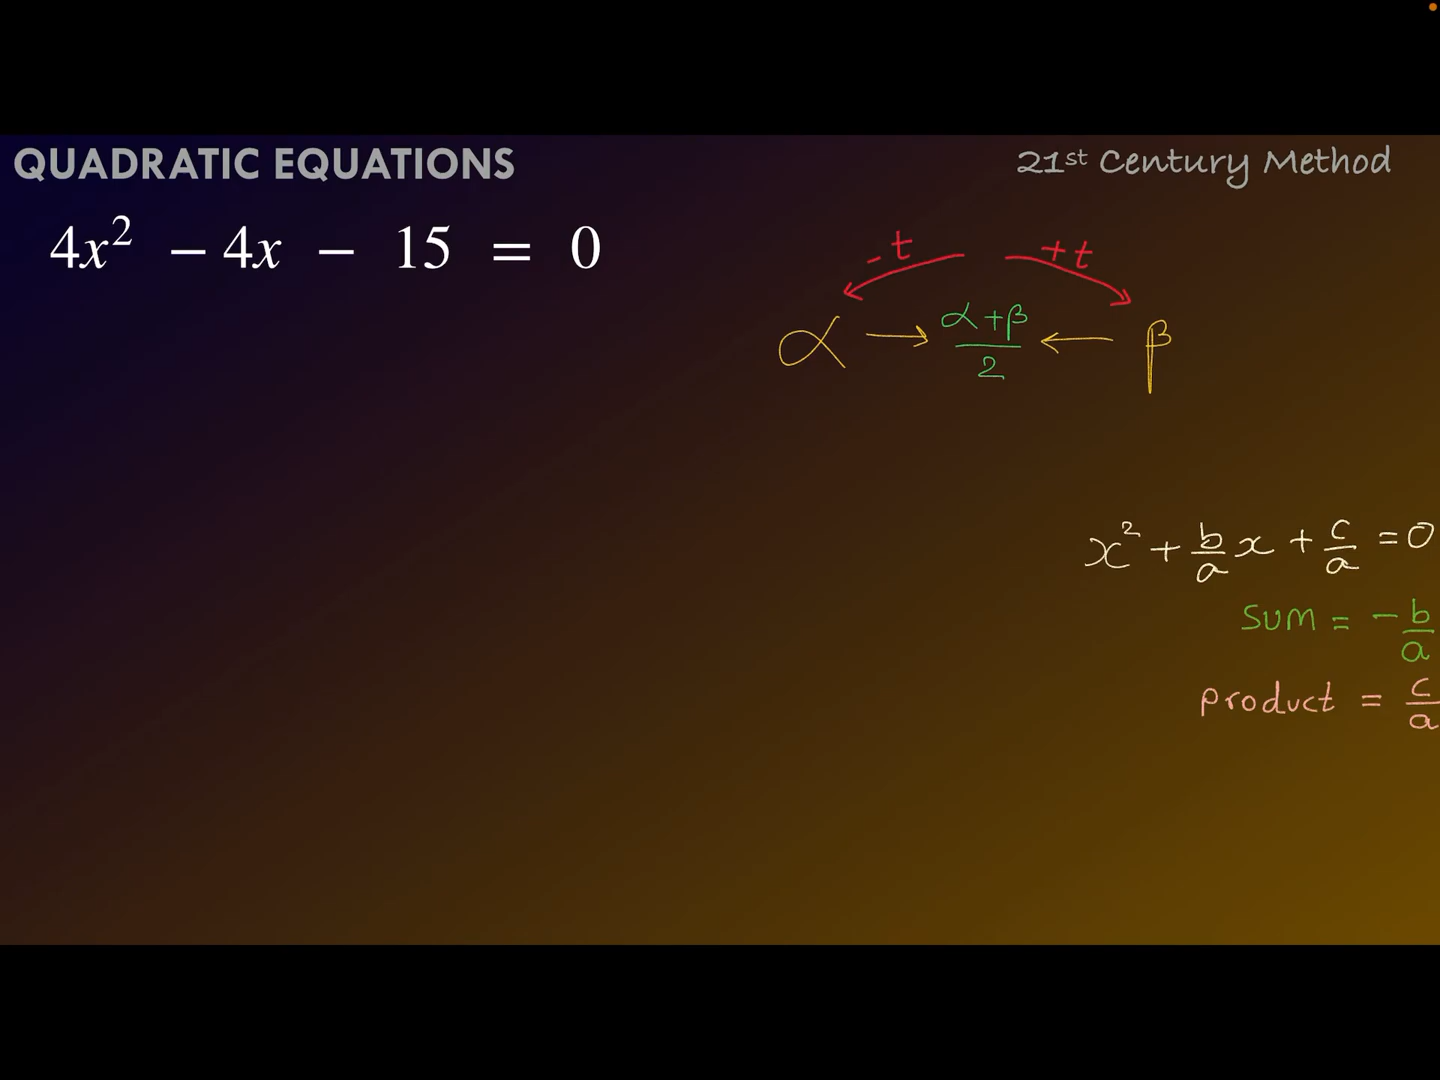 QUADRATIC EQUATIONS
21st Century Method
4x² − 4x − 15 = 0
-t +t
α → α+β/2 ← β
x² + b/a x + c/a = 0
SUM = - b/a
product = c/a